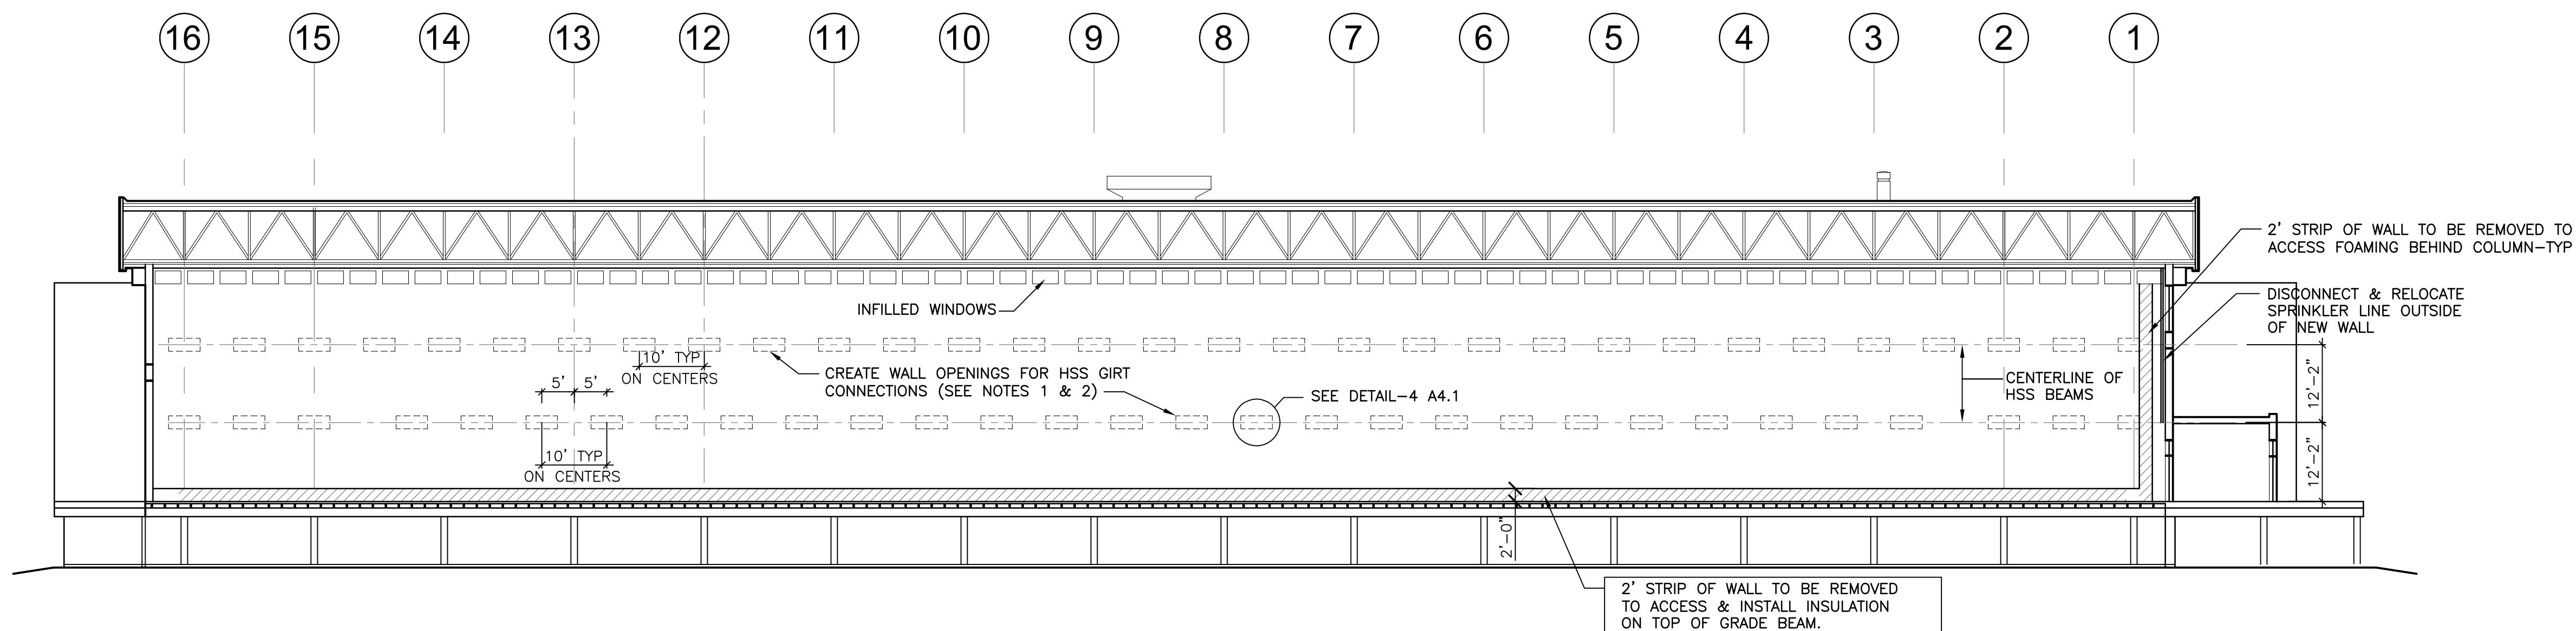 16 15 14 13 12 11 10 9 8 7 6 5 4 3 2 1
2' STRIP OF WALL TO BE REMOVED TO
ACCESS FOAMING BEHIND COLUMN-TYP
INFILLED WINDOWS
DISCONNECT & RELOCATE
SPRINKLER LINE OUTSIDE
OF NEW WALL
10' TYP
ON CENTERS
5' 5'
CREATE WALL OPENINGS FOR HSS GIRT
CONNECTIONS (SEE NOTES 1 & 2)
SEE DETAIL-4 A4.1
CENTERLINE OF
HSS BEAMS
12'-2"
12'-2"
10' TYP
ON CENTERS
2'-0"
2' STRIP OF WALL TO BE REMOVED
TO ACCESS & INSTALL INSULATION
ON TOP OF GRADE BEAM.